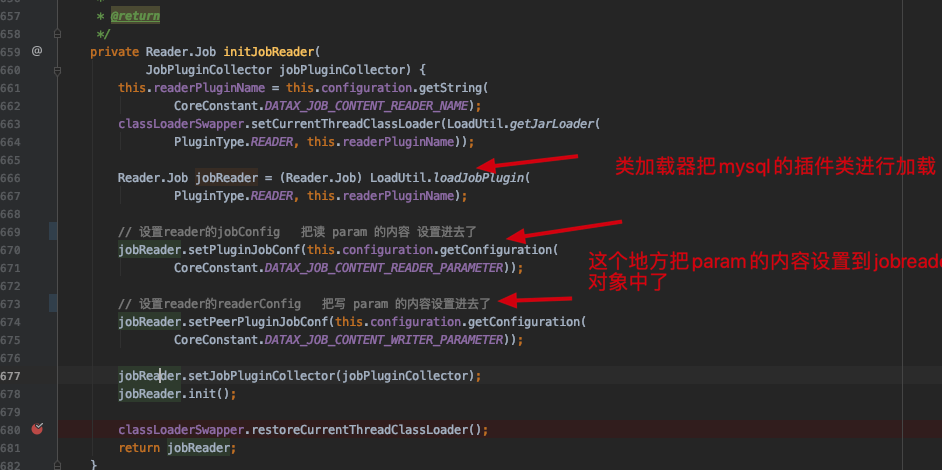 656 *
657 * @return
658 */
659 @ private Reader.Job initJobReader(
660 JobPluginCollector jobPluginCollector) {
661 this.readerPluginName = this.configuration.getString(
662 CoreConstant.DATAX_JOB_CONTENT_READER_NAME);
663 classLoaderSwapper.setCurrentThreadClassLoader(LoadUtil.getJarLoader(
664 PluginType.READER, this.readerPluginName));
665
666 Reader.Job jobReader = (Reader.Job) LoadUtil.loadJobPlugin(
类加载器把mysql的插件类进行加载
667 PluginType.READER, this.readerPluginName);
668
669 // 设置reader的jobConfig 把读 param 的内容 设置进去了
670 jobReader.setPluginJobConf(this.configuration.getConfiguration(
这个地方把param的内容设置到jobreade
671 CoreConstant.DATAX_JOB_CONTENT_READER_PARAMETER));
对象中了
672
673 // 设置reader的readerConfig 把写 param 的内容设置进去了
674 jobReader.setPeerPluginJobConf(this.configuration.getConfiguration(
675 CoreConstant.DATAX_JOB_CONTENT_WRITER_PARAMETER));
676
677 jobReader.setJobPluginCollector(jobPluginCollector);
678 jobReader.init();
679
680 classLoaderSwapper.restoreCurrentThreadClassLoader();
681 return jobReader;
682 }